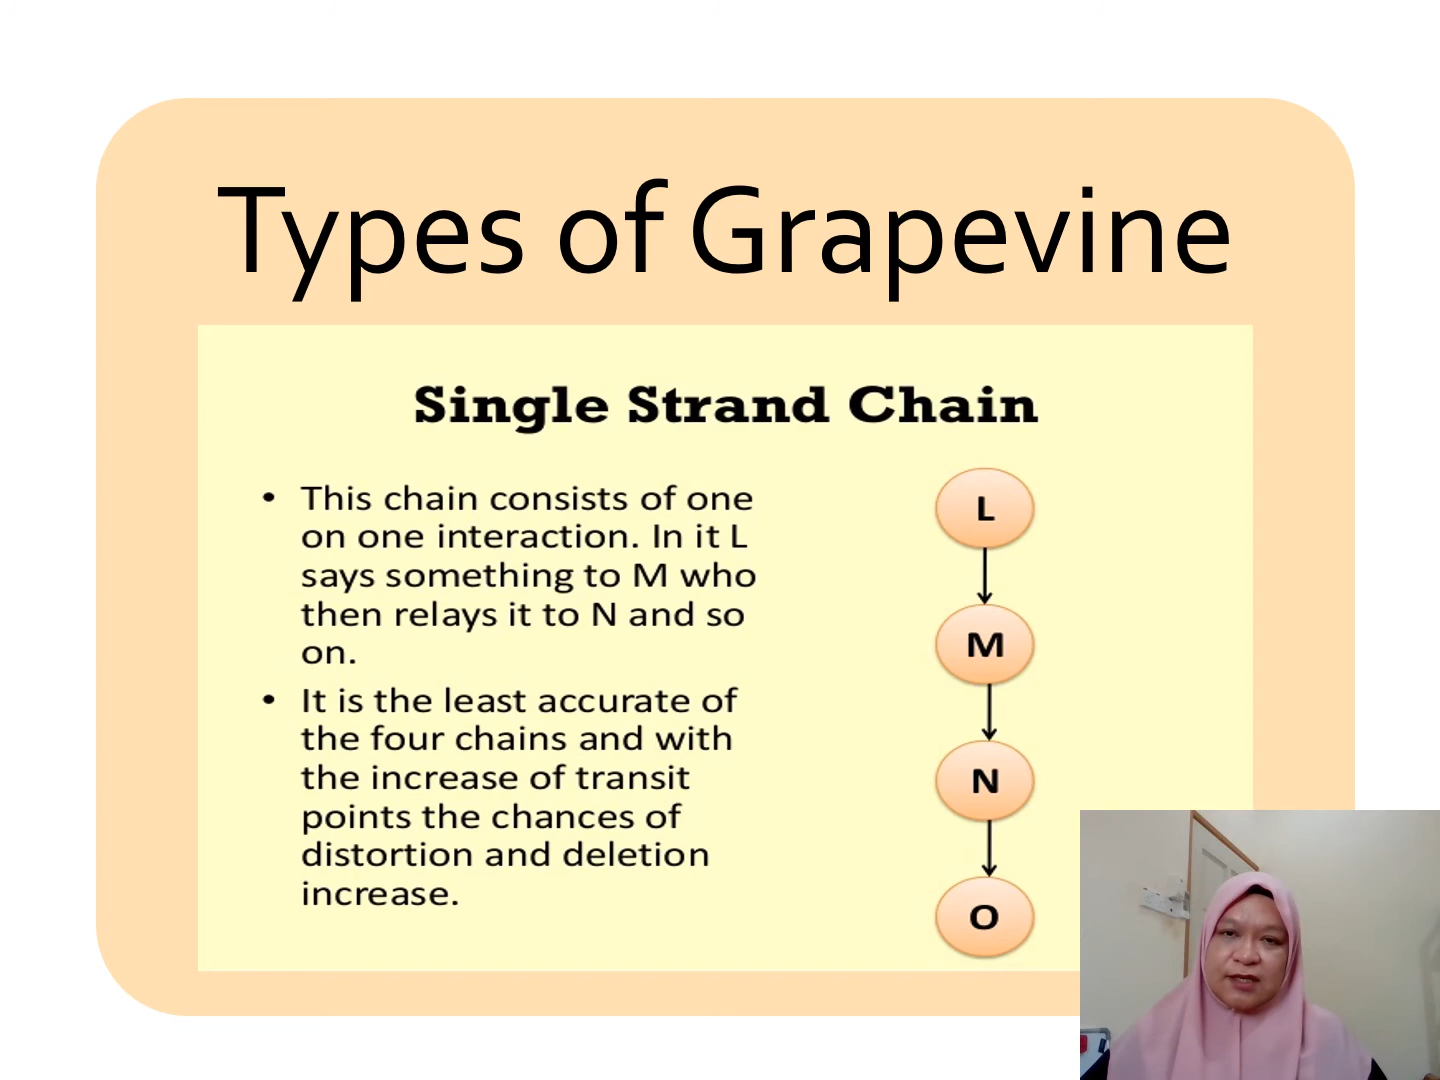 Types of Grapevine
Single Strand Chain
• This chain consists of one
on one interaction. In it L
says something to M who
then relays it to N and so
on.
• It is the least accurate of
the four chains and with
the increase of transit
points the chances of
distortion and deletion
increase.
L
M
N
O